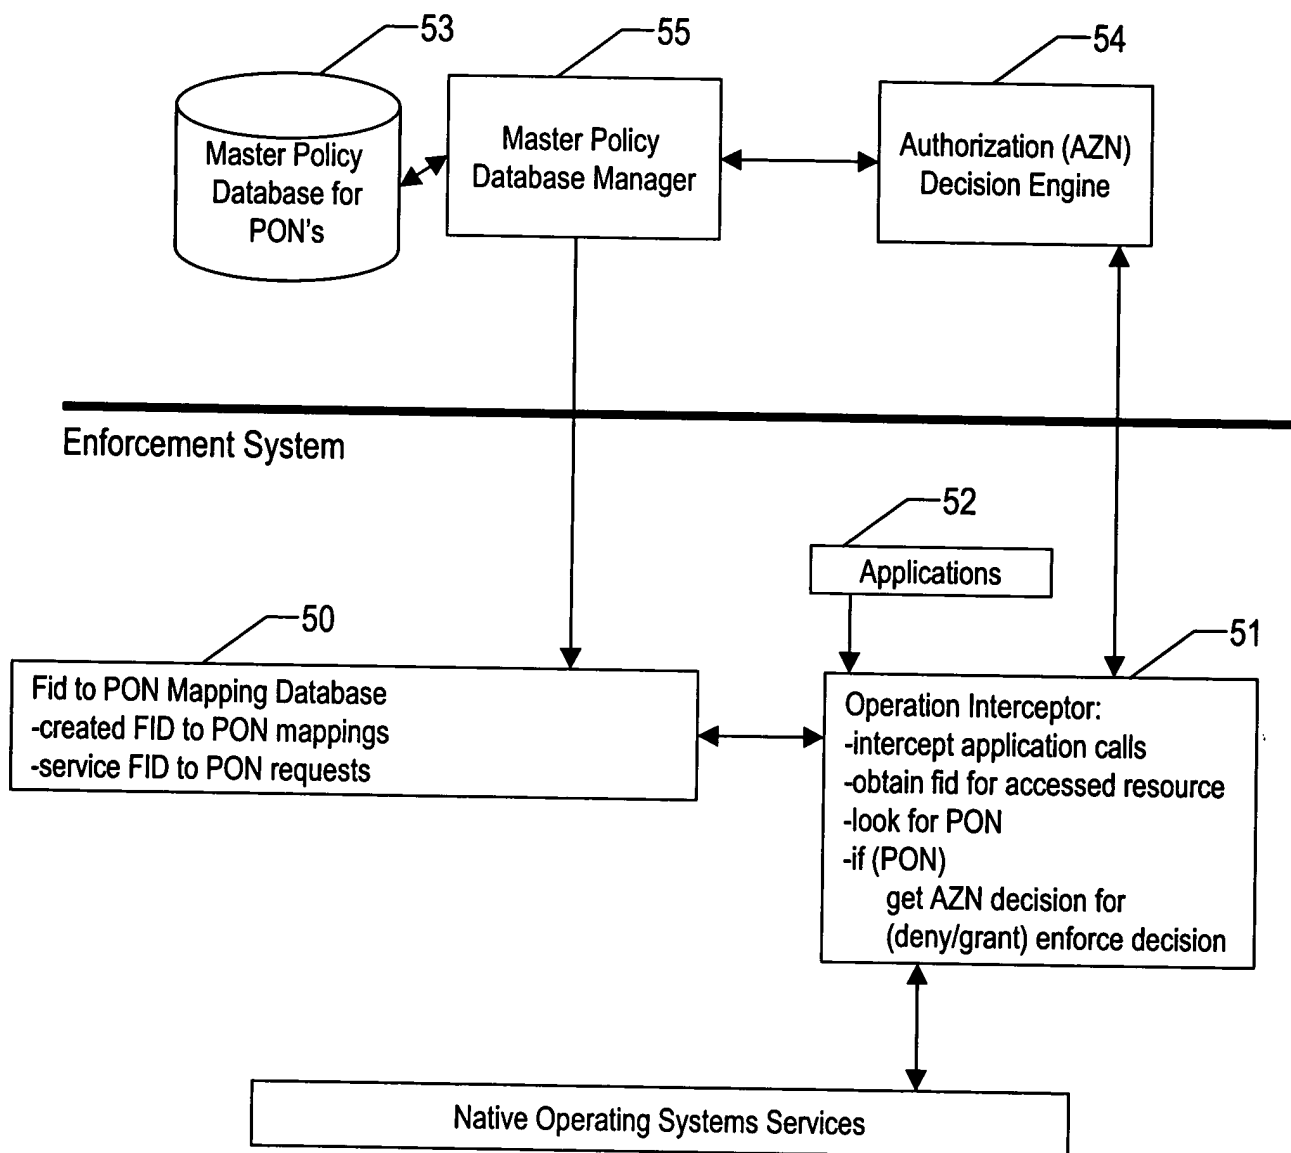 53
55
54
Master Policy
Database for
PON's
Master Policy
Database Manager
Authorization (AZN)
Decision Engine
Enforcement System
52
Applications
50
51
Fid to PON Mapping Database
-created FID to PON mappings
-service FID to PON requests
Operation Interceptor:
-intercept application calls
-obtain fid for accessed resource
-look for PON
-if (PON)
get AZN decision for
(deny/grant) enforce decision
Native Operating Systems Services